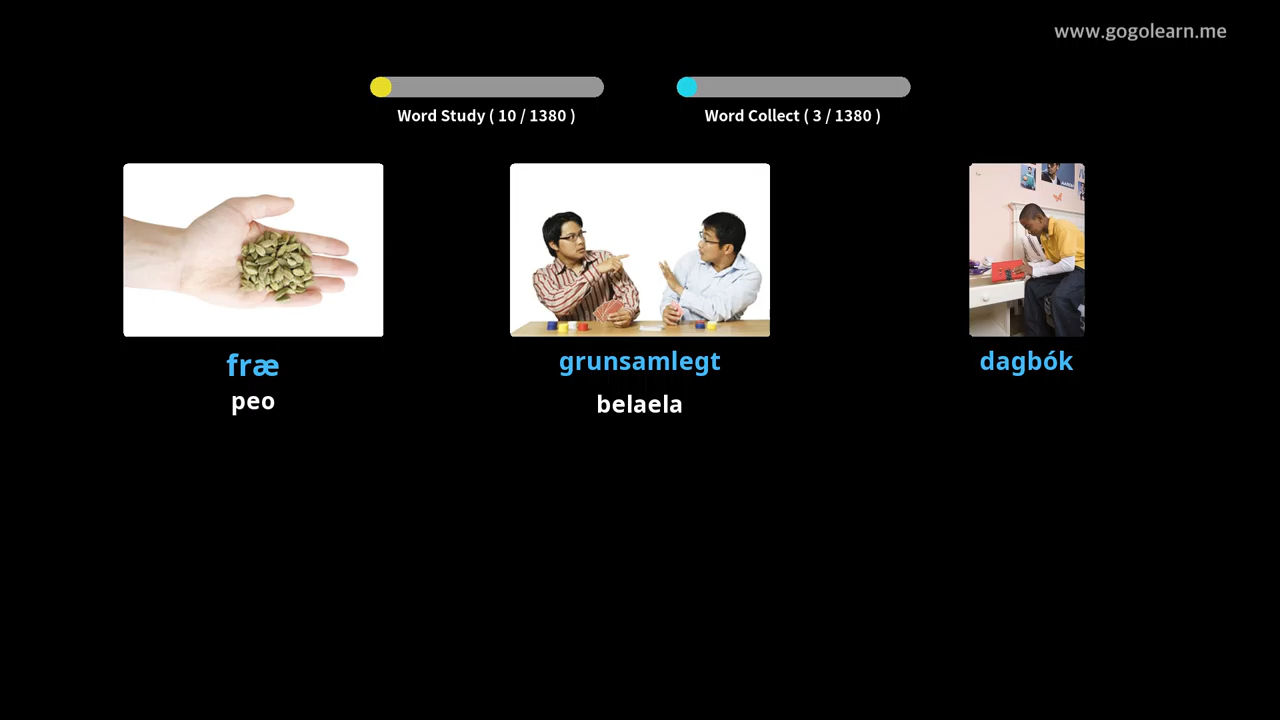 www.gogolearn.me
Word Study ( 10 / 1380 )
Word Collect ( 3 / 1380 )
fræ
grunsamlegt
dagbók
peo
belaela